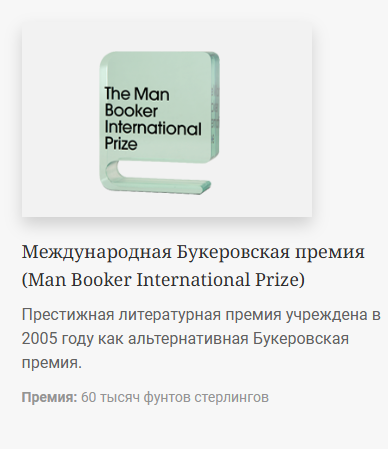 The Man
Booker
International
Prize
Международная Букеровская премия
(Man Booker International Prize)
Престижная литературная премия учреждена в
2005 году как альтернативная Букеровская
премия.
Премия: 60 тысяч фунтов стерлингов